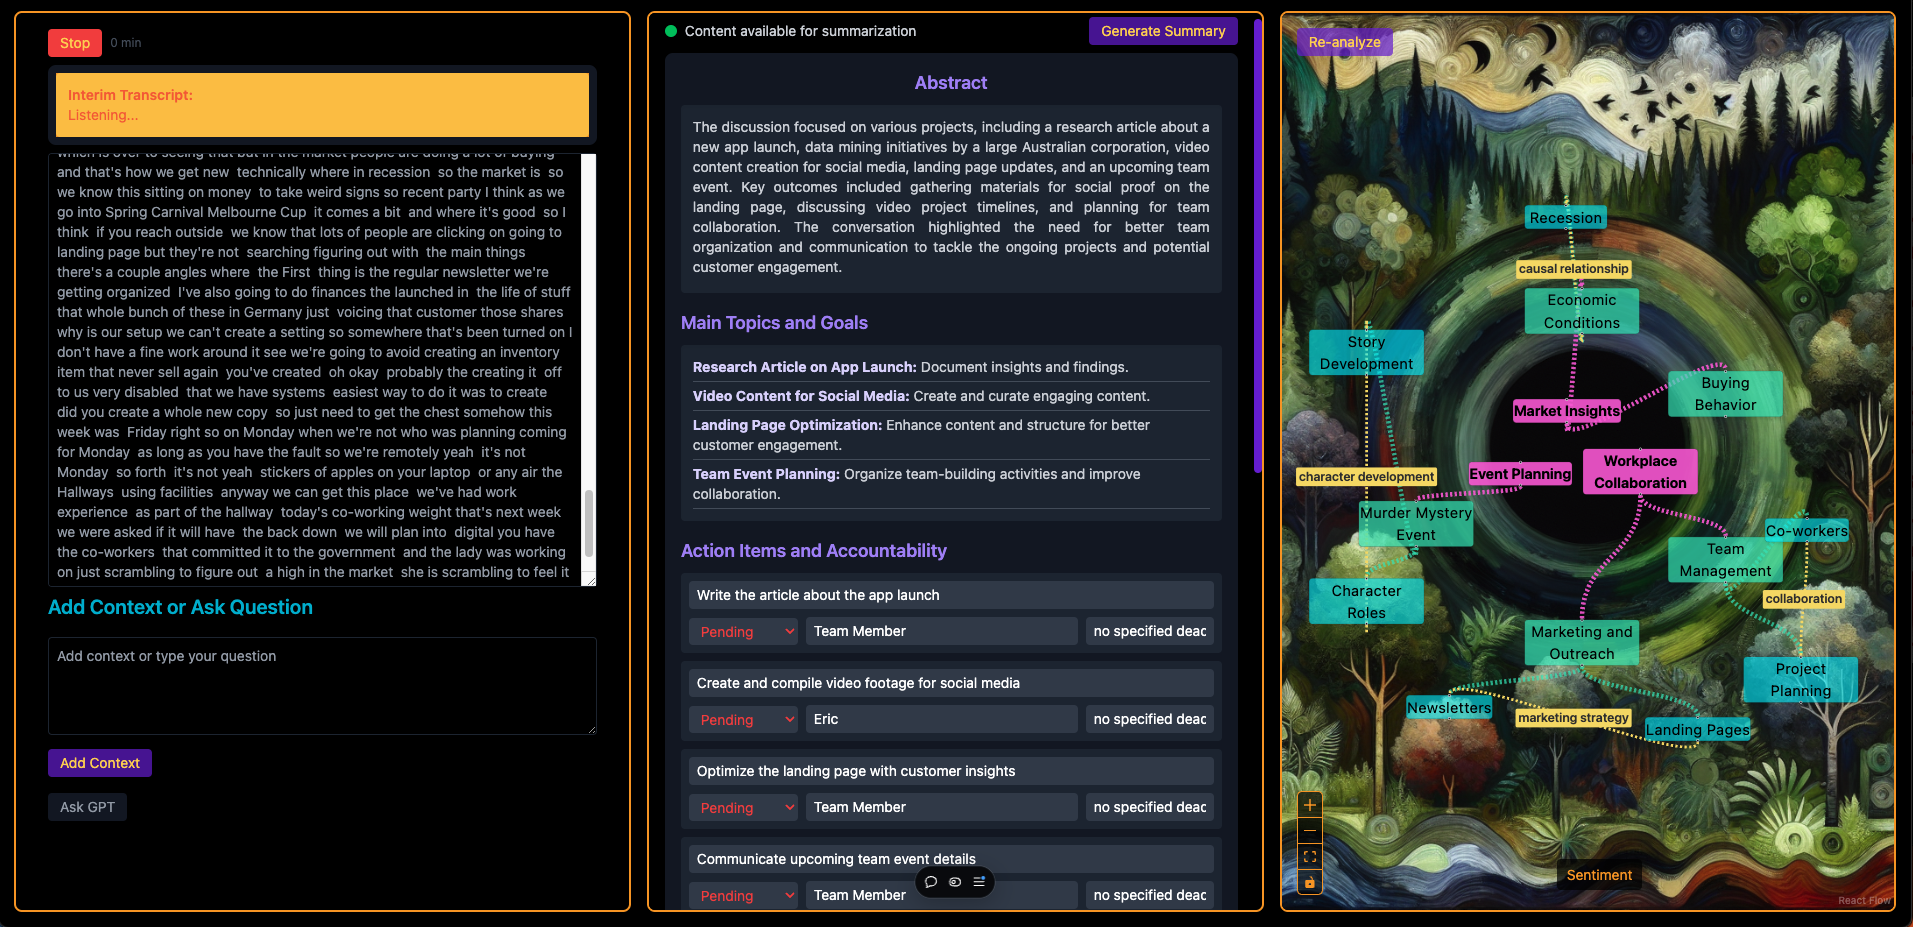 Stop 0 min
Interim Transcript:
Listening...
which is over to seeing that but in the market people are doing a lot of buying
and that's how we get new  technically where in recession  so the market is  so
we know this sitting on money  to take weird signs so recent party I think as we
go into Spring Carnival Melbourne Cup  it comes a bit  and where it's good  so I
think  if you reach outside  we know that lots of people are clicking on going to
landing page but they're not  searching figuring out with  the main things
there's a couple angles where  the First  thing is the regular newsletter we're
getting organized  I've also going to do finances the launched in  the life of stuff
that whole bunch of these in Germany just  voicing that customer those shares
why is our setup we can't create a setting so somewhere that's been turned on I
don't have a fine work around it see we're going to avoid creating an inventory
item that never sell again  you've created  oh okay  probably the creating it  off
to us very disabled  that we have systems  easiest way to do it was to create
did you create a whole new copy  so just need to get the chest somehow this
week was  Friday right so on Monday when we're not who was planning coming
for Monday  as long as you have the fault so we're remotely yeah  it's not
Monday  so forth  it's not yeah  stickers of apples on your laptop  or any air the
Hallways  using facilities  anyway we can get this place  we've had work
experience  as part of the hallway  today's co-working weight that's next week
we were asked if it will have  the back down  we will plan into  digital you have
the co-workers  that committed it to the government  and the lady was working
on just scrambling to figure out  a high in the market  she is scrambling to feel it
Add Context or Ask Question
Add context or type your question
Add Context
Ask GPT
Content available for summarization
Generate Summary
Abstract
The discussion focused on various projects, including a research article about a
new app launch, data mining initiatives by a large Australian corporation, video
content creation for social media, landing page updates, and an upcoming team
event. Key outcomes included gathering materials for social proof on the
landing page, discussing video project timelines, and planning for team
collaboration. The conversation highlighted the need for better team
organization and communication to tackle the ongoing projects and potential
customer engagement.
Main Topics and Goals
Research Article on App Launch: Document insights and findings.
Video Content for Social Media: Create and curate engaging content.
Landing Page Optimization: Enhance content and structure for better
customer engagement.
Team Event Planning: Organize team-building activities and improve
collaboration.
Action Items and Accountability
Write the article about the app launch
Pending Team Member no specified deac
Create and compile video footage for social media
Pending Eric no specified deac
Optimize the landing page with customer insights
Pending Team Member no specified deac
Communicate upcoming team event details
Pending Team Member no specified deac
Re-analyze
Recession
causal relationship
Economic
Conditions
Story
Development
Buying
Behavior
Market Insights
Workplace
Collaboration
Event Planning
character development
Murder Mystery
Event
Co-workers
Team
Management
Character
Roles
collaboration
Marketing and
Outreach
Project
Planning
Newsletters
marketing strategy
Landing Pages
Sentiment
React Flow